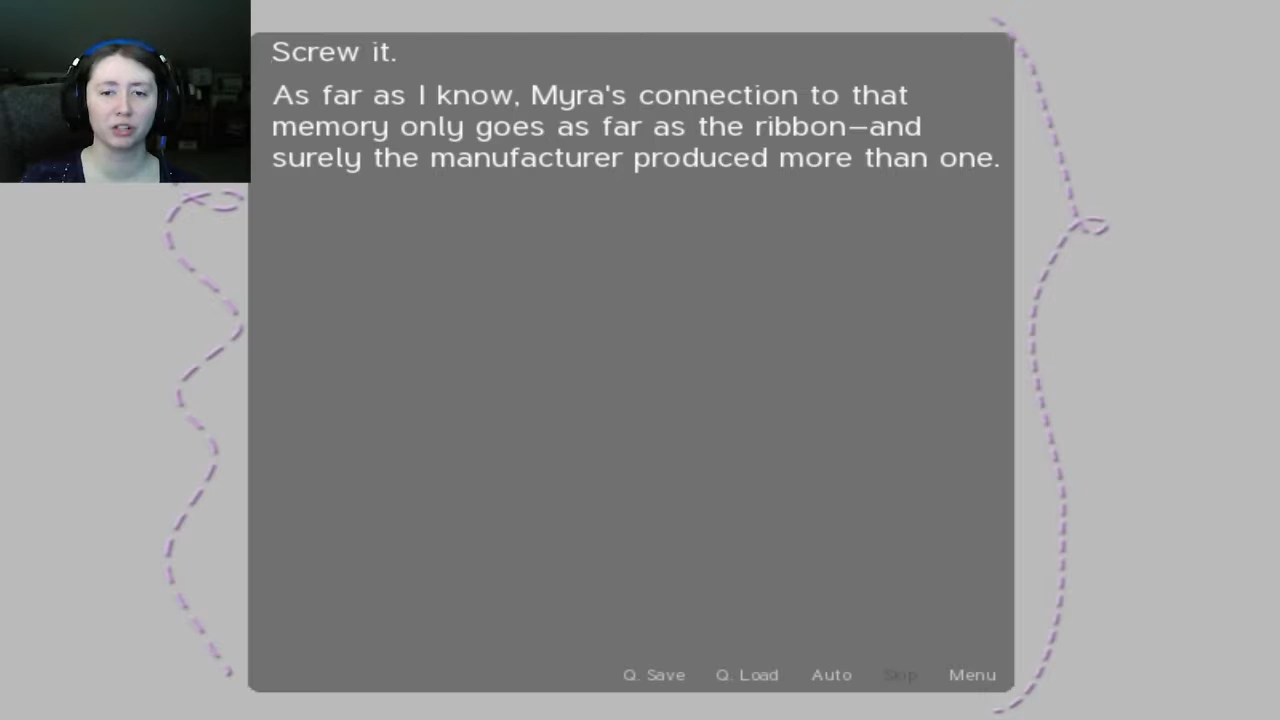 Screw it.
As far as I know, Myra's connection to that
memory only goes as far as the ribbon—and
surely the manufacturer produced more than one.
Q. Save Q. Load Auto Skip Menu